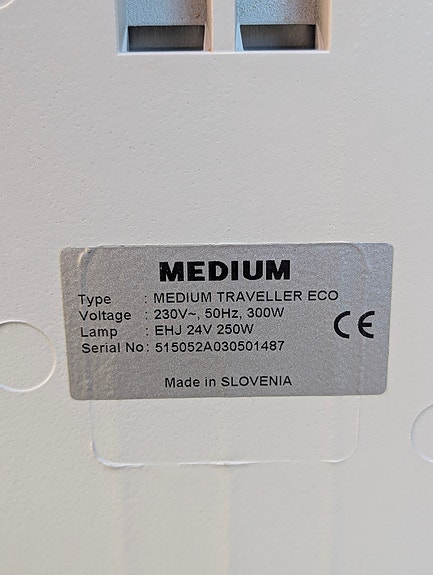 MEDIUM
Type : MEDIUM TRAVELLER ECO
Voltage : 230V~, 50Hz, 300W
Lamp : EHJ 24V 250W
Serial No: 515052A030501487
CE
Made in SLOVENIA